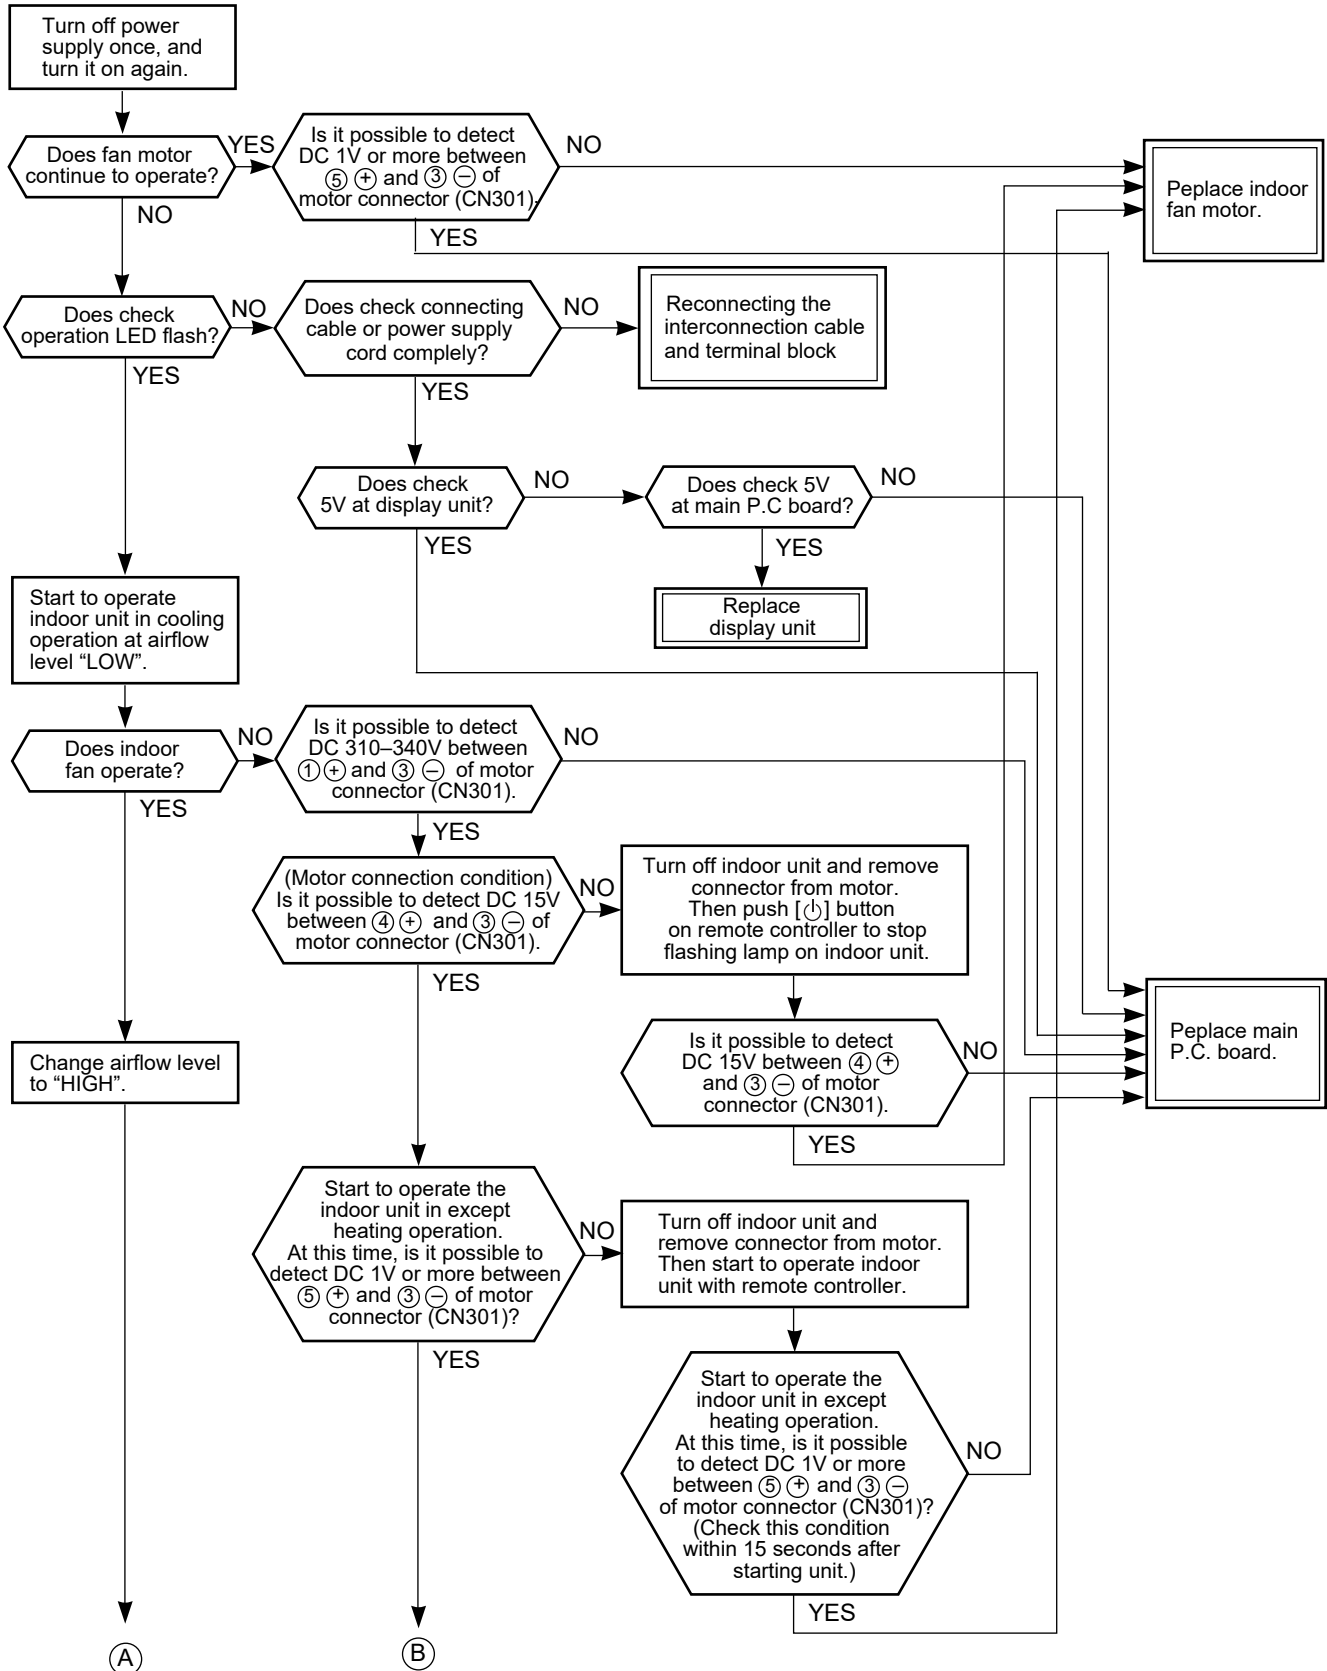 Turn off power
supply once, and
turn it on again.
Does fan motor
continue to operate?
YES
NO
Is it possible to detect
DC 1V or more between
⑤ ⊕ and ③ ⊖ of
motor connector (CN301).
NO
YES
Peplace indoor
fan motor.
Does check
operation LED flash?
NO
YES
Does check connecting
cable or power supply
cord complely?
NO
YES
Reconnecting the
interconnection cable
and terminal block
Does check
5V at display unit?
NO
YES
Does check 5V
at main P.C board?
NO
YES
Replace
display unit
Start to operate
indoor unit in cooling
operation at airflow
level “LOW”.
Does indoor
fan operate?
NO
YES
Is it possible to detect
DC 310–340V between
① ⊕ and ③ ⊖ of motor
connector (CN301).
NO
YES
(Motor connection condition)
Is it possible to detect DC 15V
between ④ ⊕ and ③ ⊖ of
motor connector (CN301).
NO
YES
Turn off indoor unit and remove
connector from motor.
Then push [⏻] button
on remote controller to stop
flashing lamp on indoor unit.
Is it possible to detect
DC 15V between ④ ⊕
and ③ ⊖ of motor
connector (CN301).
NO
YES
Peplace main
P.C. board.
Change airflow level
to “HIGH”.
Start to operate the
indoor unit in except
heating operation.
At this time, is it possible to
detect DC 1V or more between
⑤ ⊕ and ③ ⊖ of motor
connector (CN301)?
NO
YES
Turn off indoor unit and
remove connector from motor.
Then start to operate indoor
unit with remote controller.
Start to operate the
indoor unit in except
heating operation.
At this time, is it possible
to detect DC 1V or more
between ⑤ ⊕ and ③ ⊖
of motor connector (CN301)?
(Check this condition
within 15 seconds after
starting unit.)
NO
YES
Ⓐ
Ⓑ